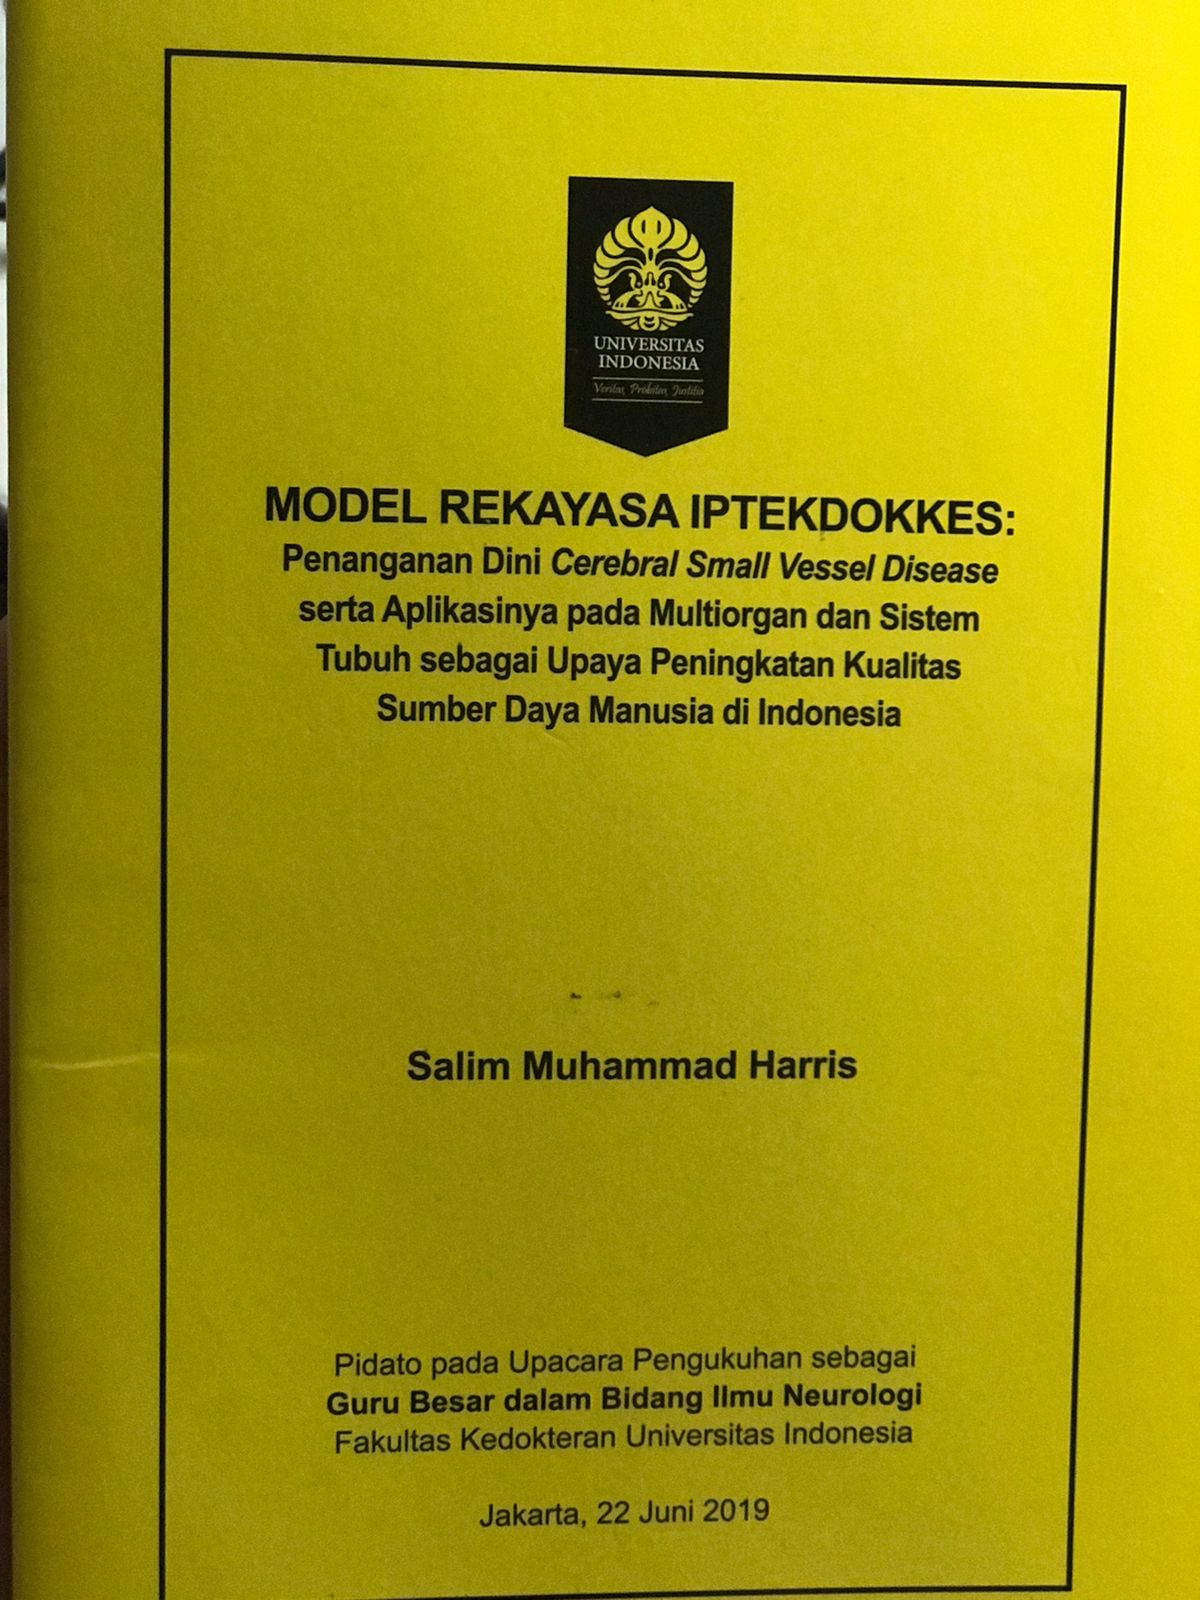 UNIVERSITAS
INDONESIA
Veritas, Probitas, Justitia
MODEL REKAYASA IPTEKDOKKES:
Penanganan Dini Cerebral Small Vessel Disease
serta Aplikasinya pada Multiorgan dan Sistem
Tubuh sebagai Upaya Peningkatan Kualitas
Sumber Daya Manusia di Indonesia
Salim Muhammad Harris
Pidato pada Upacara Pengukuhan sebagai
Guru Besar dalam Bidang Ilmu Neurologi
Fakultas Kedokteran Universitas Indonesia
Jakarta, 22 Juni 2019